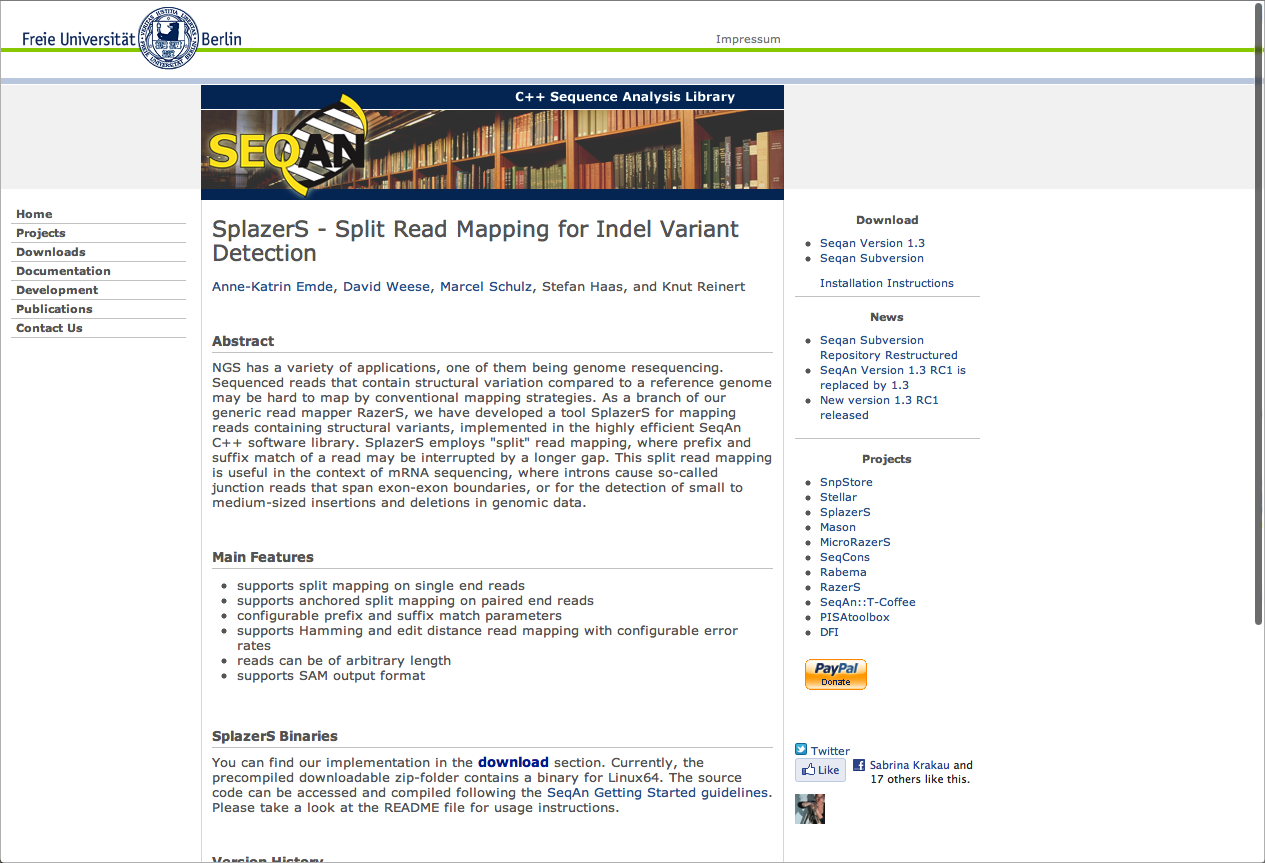 Freie Universität Berlin
Impressum
C++ Sequence Analysis Library
SEQAN
Home
Projects
Downloads
Documentation
Development
Publications
Contact Us
SplazerS - Split Read Mapping for Indel Variant
Detection
Anne-Katrin Emde, David Weese, Marcel Schulz, Stefan Haas, and Knut Reinert
Abstract
NGS has a variety of applications, one of them being genome resequencing.
Sequenced reads that contain structural variation compared to a reference genome
may be hard to map by conventional mapping strategies. As a branch of our
generic read mapper RazerS, we have developed a tool SplazerS for mapping
reads containing structural variants, implemented in the highly efficient SeqAn
C++ software library. SplazerS employs "split" read mapping, where prefix and
suffix match of a read may be interrupted by a longer gap. This split read mapping
is useful in the context of mRNA sequencing, where introns cause so-called
junction reads that span exon-exon boundaries, or for the detection of small to
medium-sized insertions and deletions in genomic data.
Main Features
supports split mapping on single end reads
supports anchored split mapping on paired end reads
configurable prefix and suffix match parameters
supports Hamming and edit distance read mapping with configurable error
rates
reads can be of arbitrary length
supports SAM output format
SplazerS Binaries
You can find our implementation in the download section. Currently, the
precompiled downloadable zip-folder contains a binary for Linux64. The source
code can be accessed and compiled following the SeqAn Getting Started guidelines.
Please take a look at the README file for usage instructions.
Version History
Download
Seqan Version 1.3
Seqan Subversion
Installation Instructions
News
Seqan Subversion
Repository Restructured
SeqAn Version 1.3 RC1 is
replaced by 1.3
New version 1.3 RC1
released
Projects
SnpStore
Stellar
SplazerS
Mason
MicroRazerS
SeqCons
Rabema
RazerS
SeqAn::T-Coffee
PISAtoolbox
DFI
PayPal
Donate
Twitter
Like
Sabrina Krakau and
17 others like this.